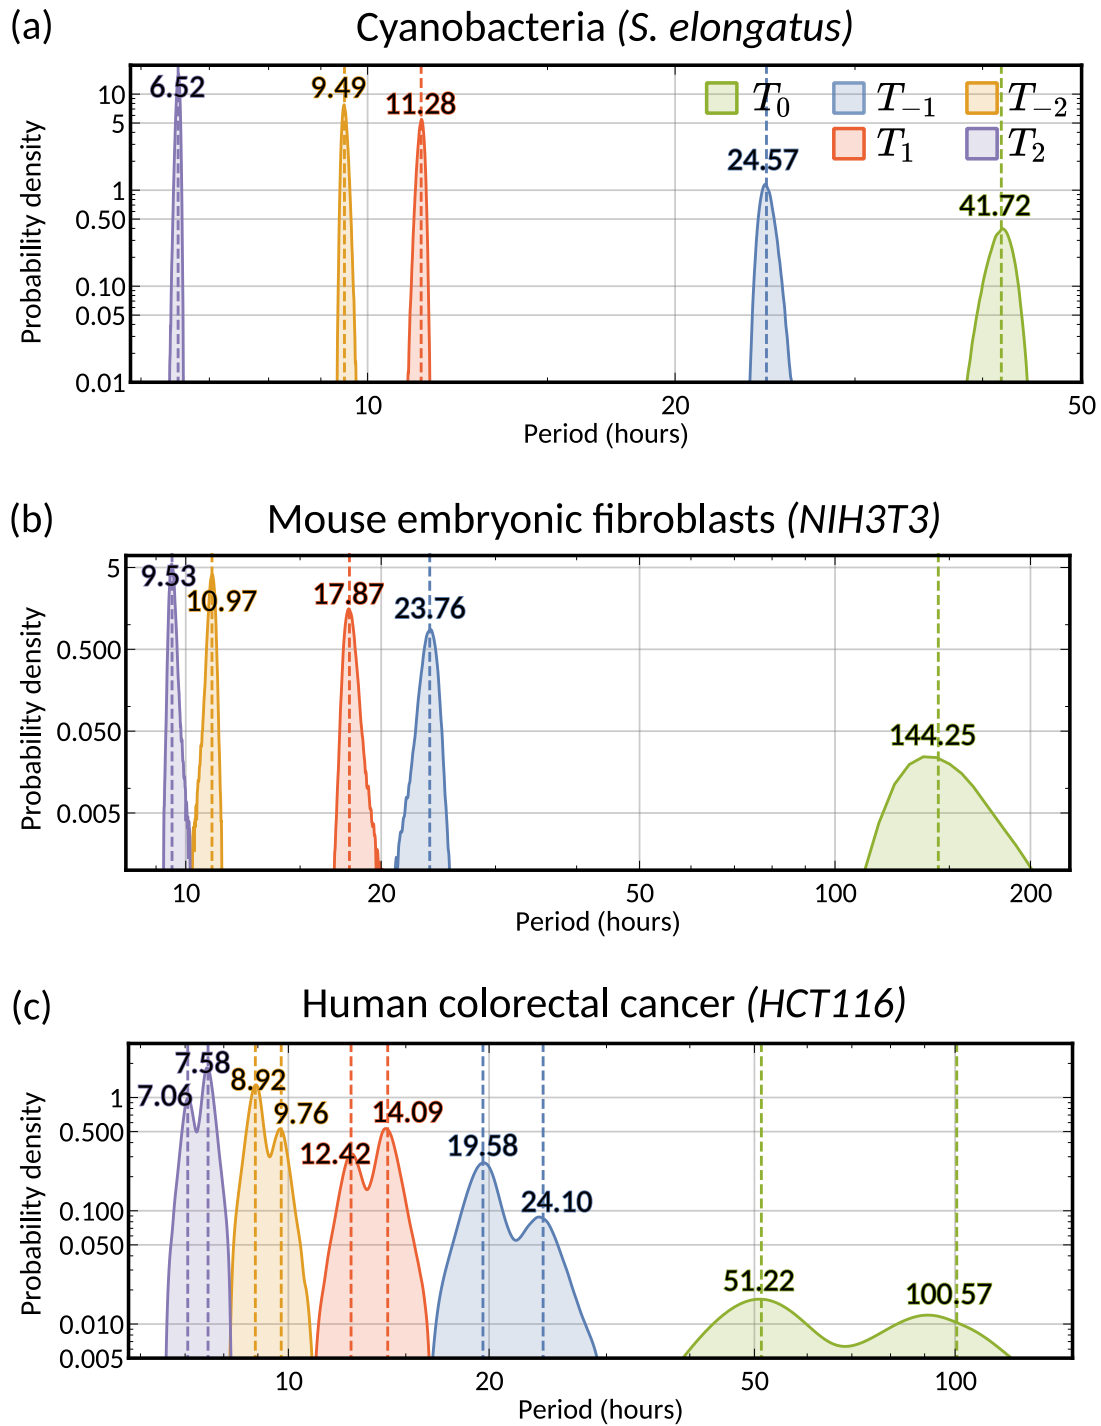 (a) Cyanobacteria (S. elongatus)
Probability density
10
5
1
0.50
0.10
0.05
0.01
6.52
9.49
11.28
24.57
41.72
T₀ T₋₁ T₋₂
T₁ T₂
10 20 50
Period (hours)
(b) Mouse embryonic fibroblasts (NIH3T3)
Probability density
5
0.500
0.050
0.005
9.53
10.97
17.87
23.76
144.25
10 20 50 100 200
Period (hours)
(c) Human colorectal cancer (HCT116)
Probability density
1
0.500
0.100
0.050
0.010
0.005
7.06
7.58
8.92
9.76
12.42
14.09
19.58
24.10
51.22
100.57
10 20 50 100
Period (hours)